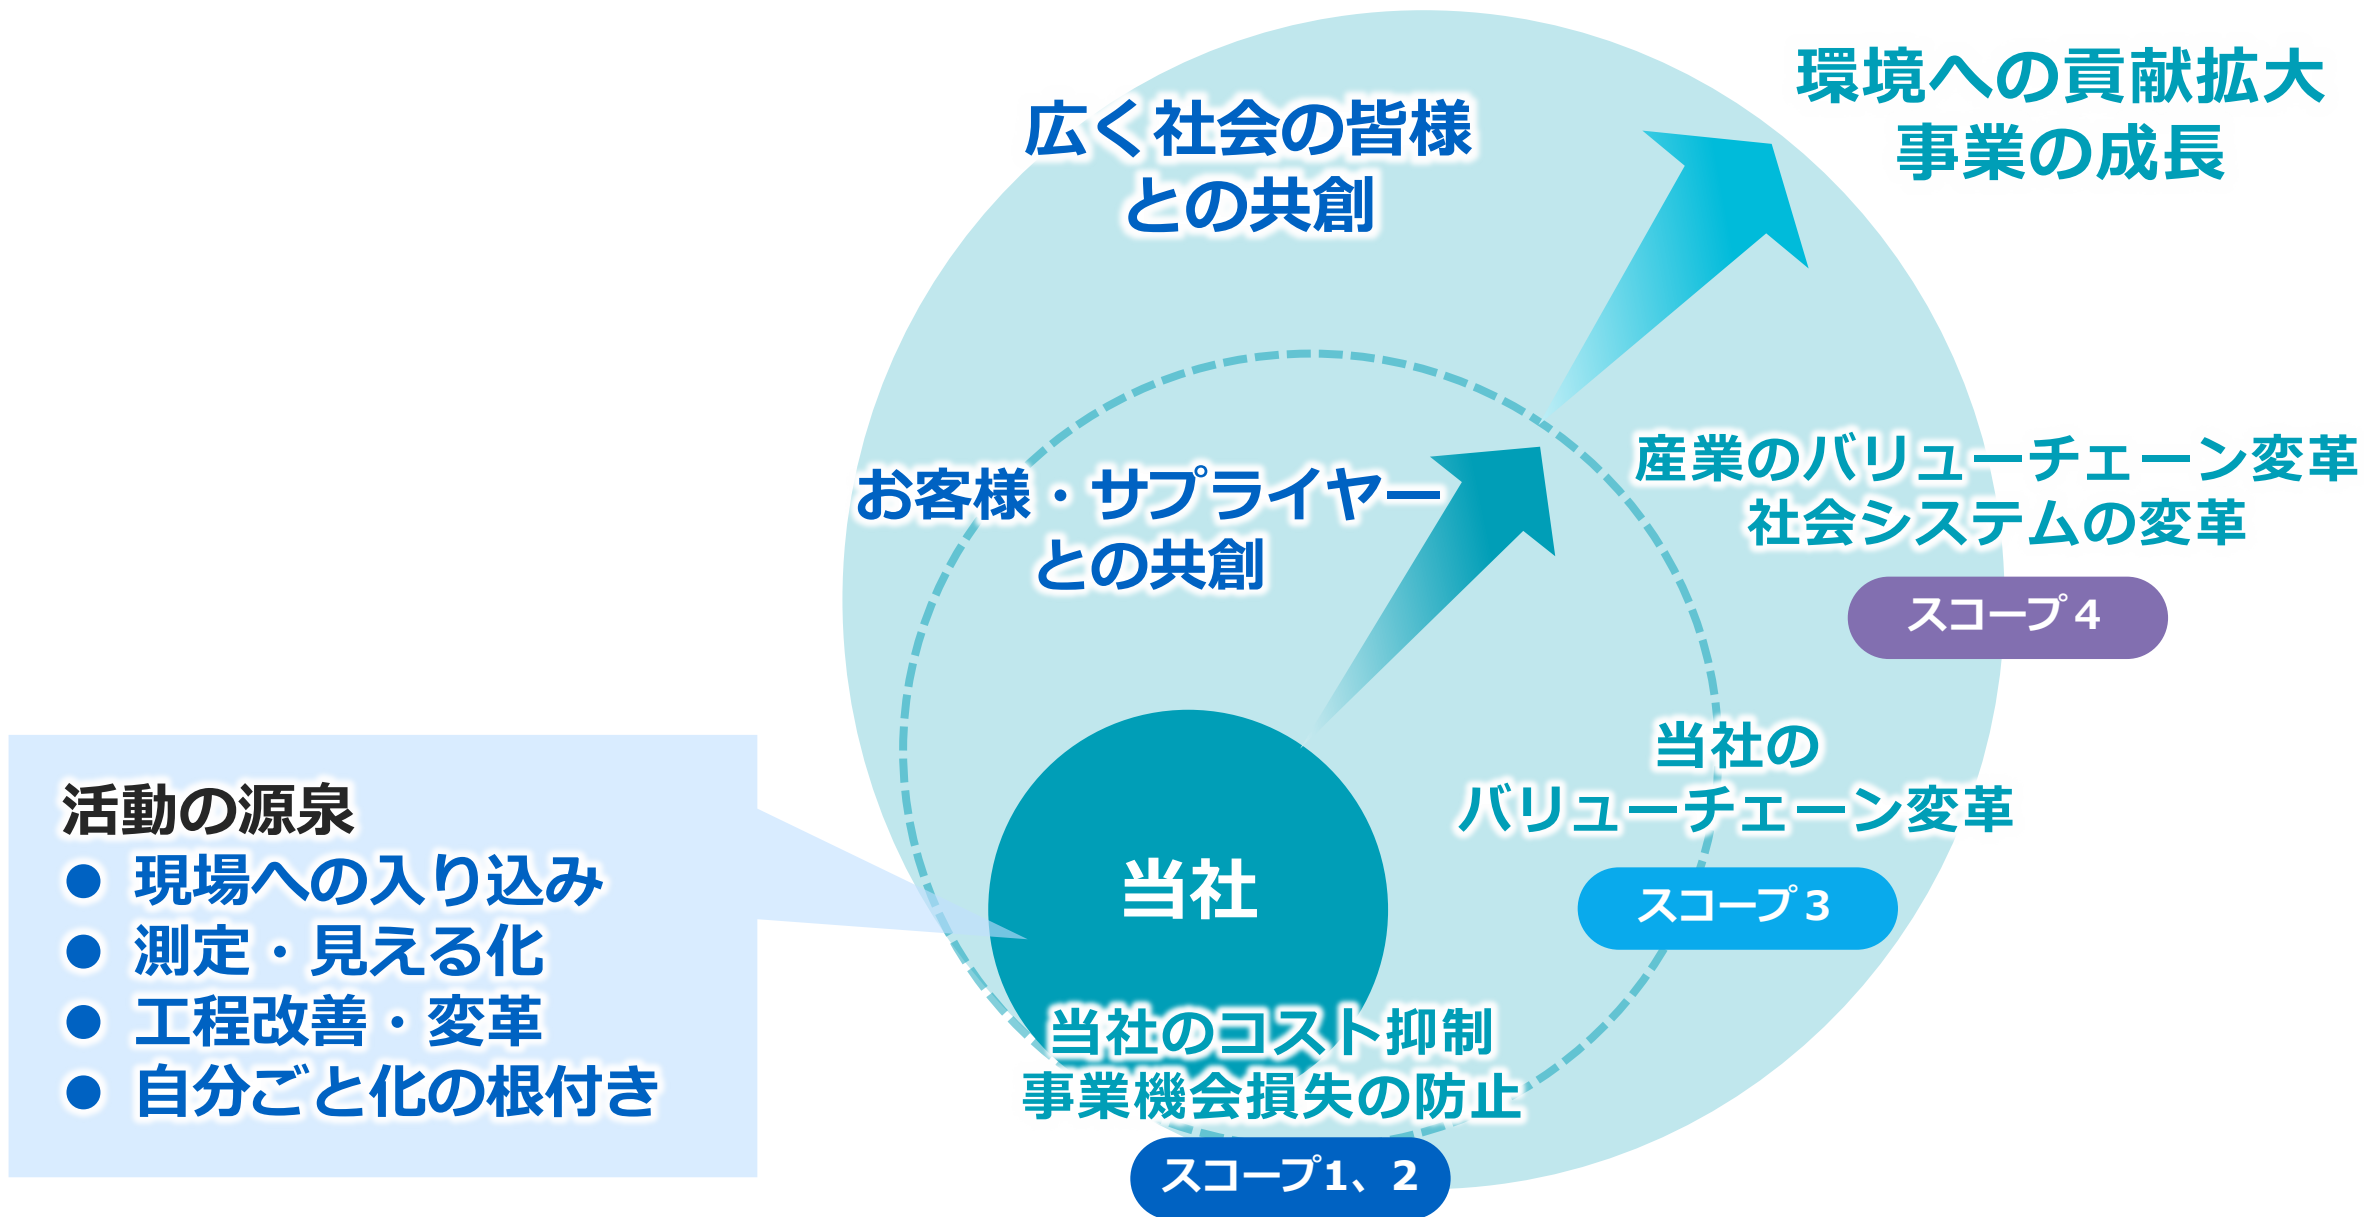 環境への貢献拡大
事業の成長
広く社会の皆様
との共創
産業のバリューチェーン変革
社会システムの変革
スコープ4
お客様・サプライヤー
との共創
当社の
バリューチェーン変革
スコープ3
当社
当社のコスト抑制
事業機会損失の防止
スコープ1、2
活動の源泉
● 現場への入り込み
● 測定・見える化
● 工程改善・変革
● 自分ごと化の根付き